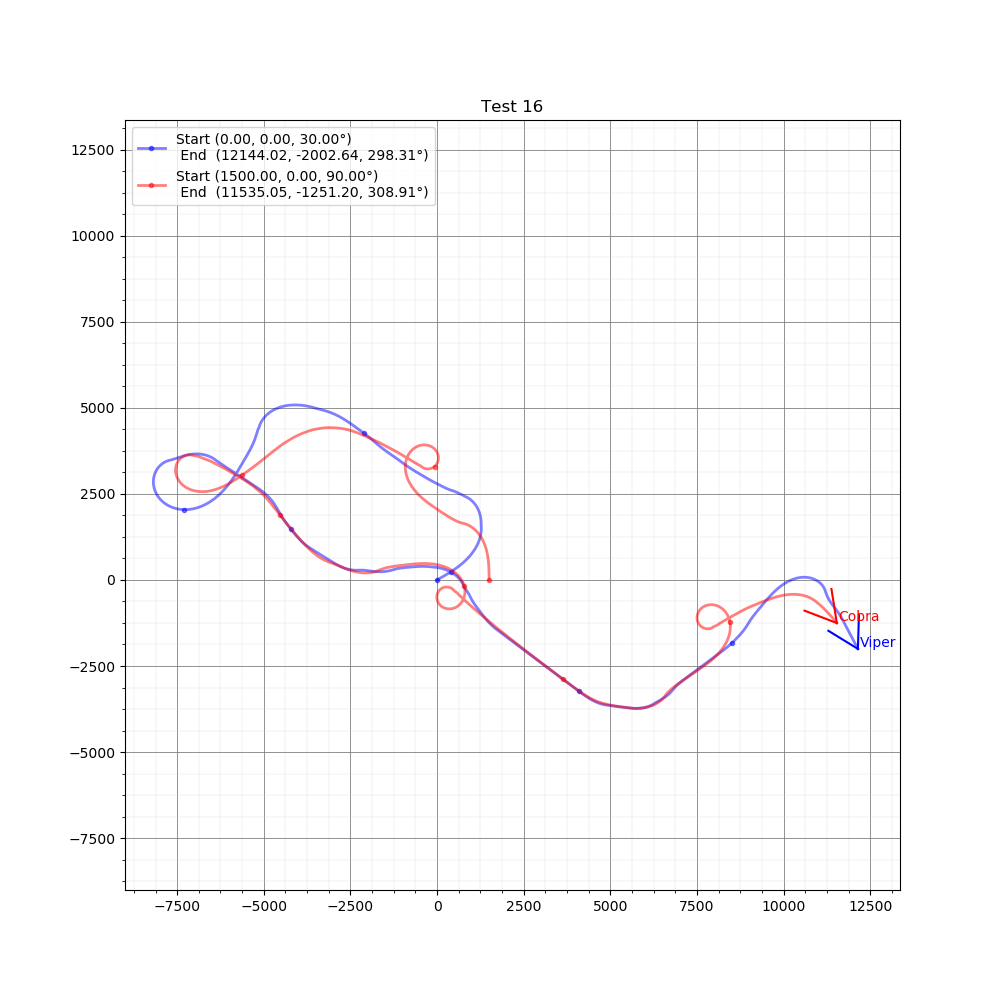 Test 16
Start (0.00, 0.00, 30.00°)
End (12144.02, -2002.64, 298.31°)
Start (1500.00, 0.00, 90.00°)
End (11535.05, -1251.20, 308.91°)
12500
10000
7500
5000
2500
0
−2500
−5000
−7500
Cobra
Viper
−7500 −5000 −2500 0 2500 5000 7500 10000 12500